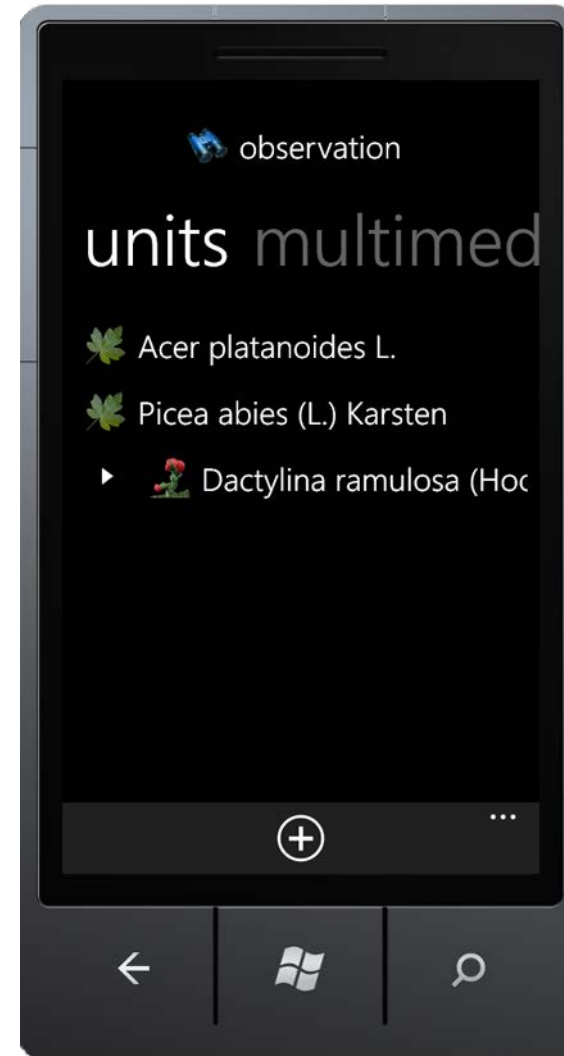 observation
units multimed
Acer platanoides L.
Picea abies (L.) Karsten
Dactylina ramulosa (Hoc